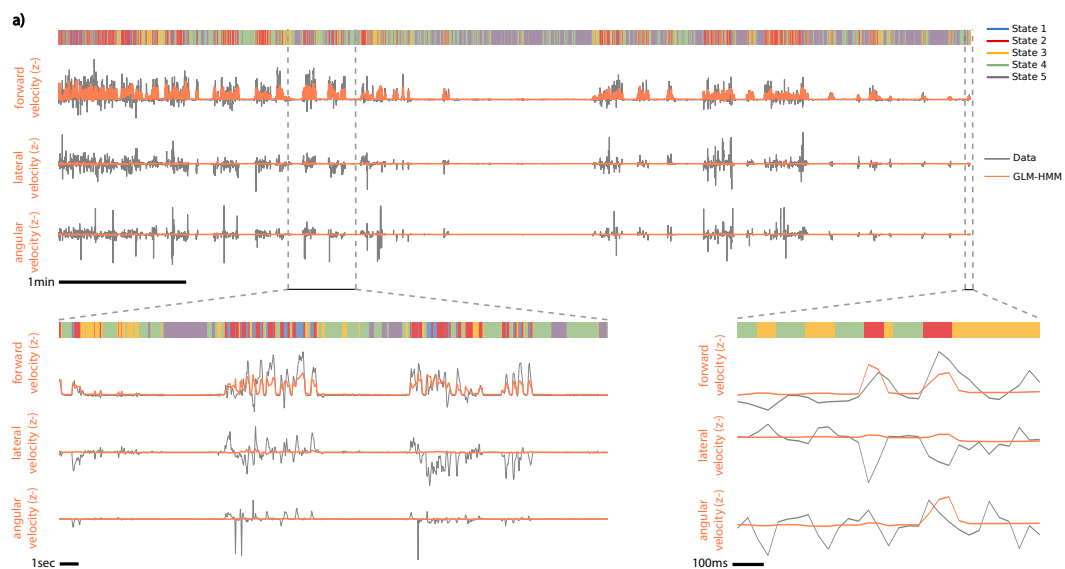 a)
State 1
State 2
State 3
State 4
State 5
forward
velocity (z-)
lateral
velocity (z-)
angular
velocity (z-)
Data
GLM-HMM
1min
forward
velocity (z-)
lateral
velocity (z-)
angular
velocity (z-)
1sec
forward
velocity (z-)
lateral
velocity (z-)
angular
velocity (z-)
100ms